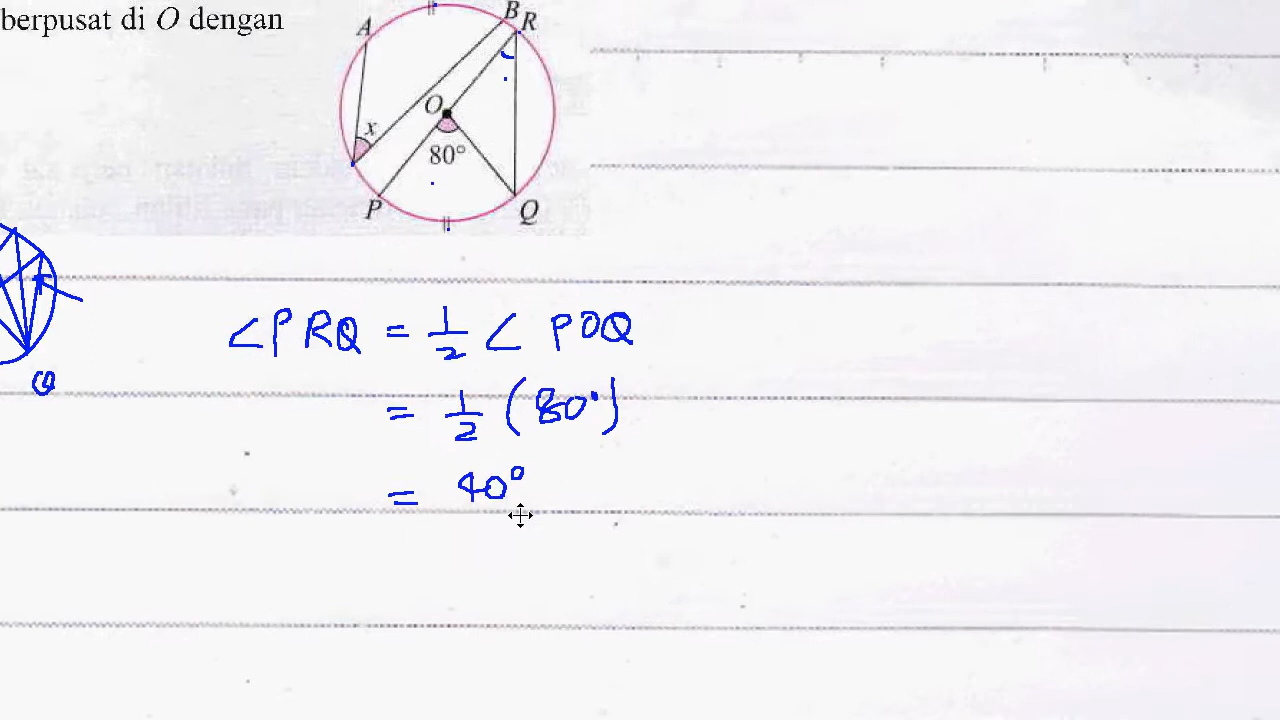 berpusat di O dengan
A
B
R
x
O
80°
P
Q
Q
∠PRQ = 1/2 ∠ POQ
= 1/2 (80°)
= 40°